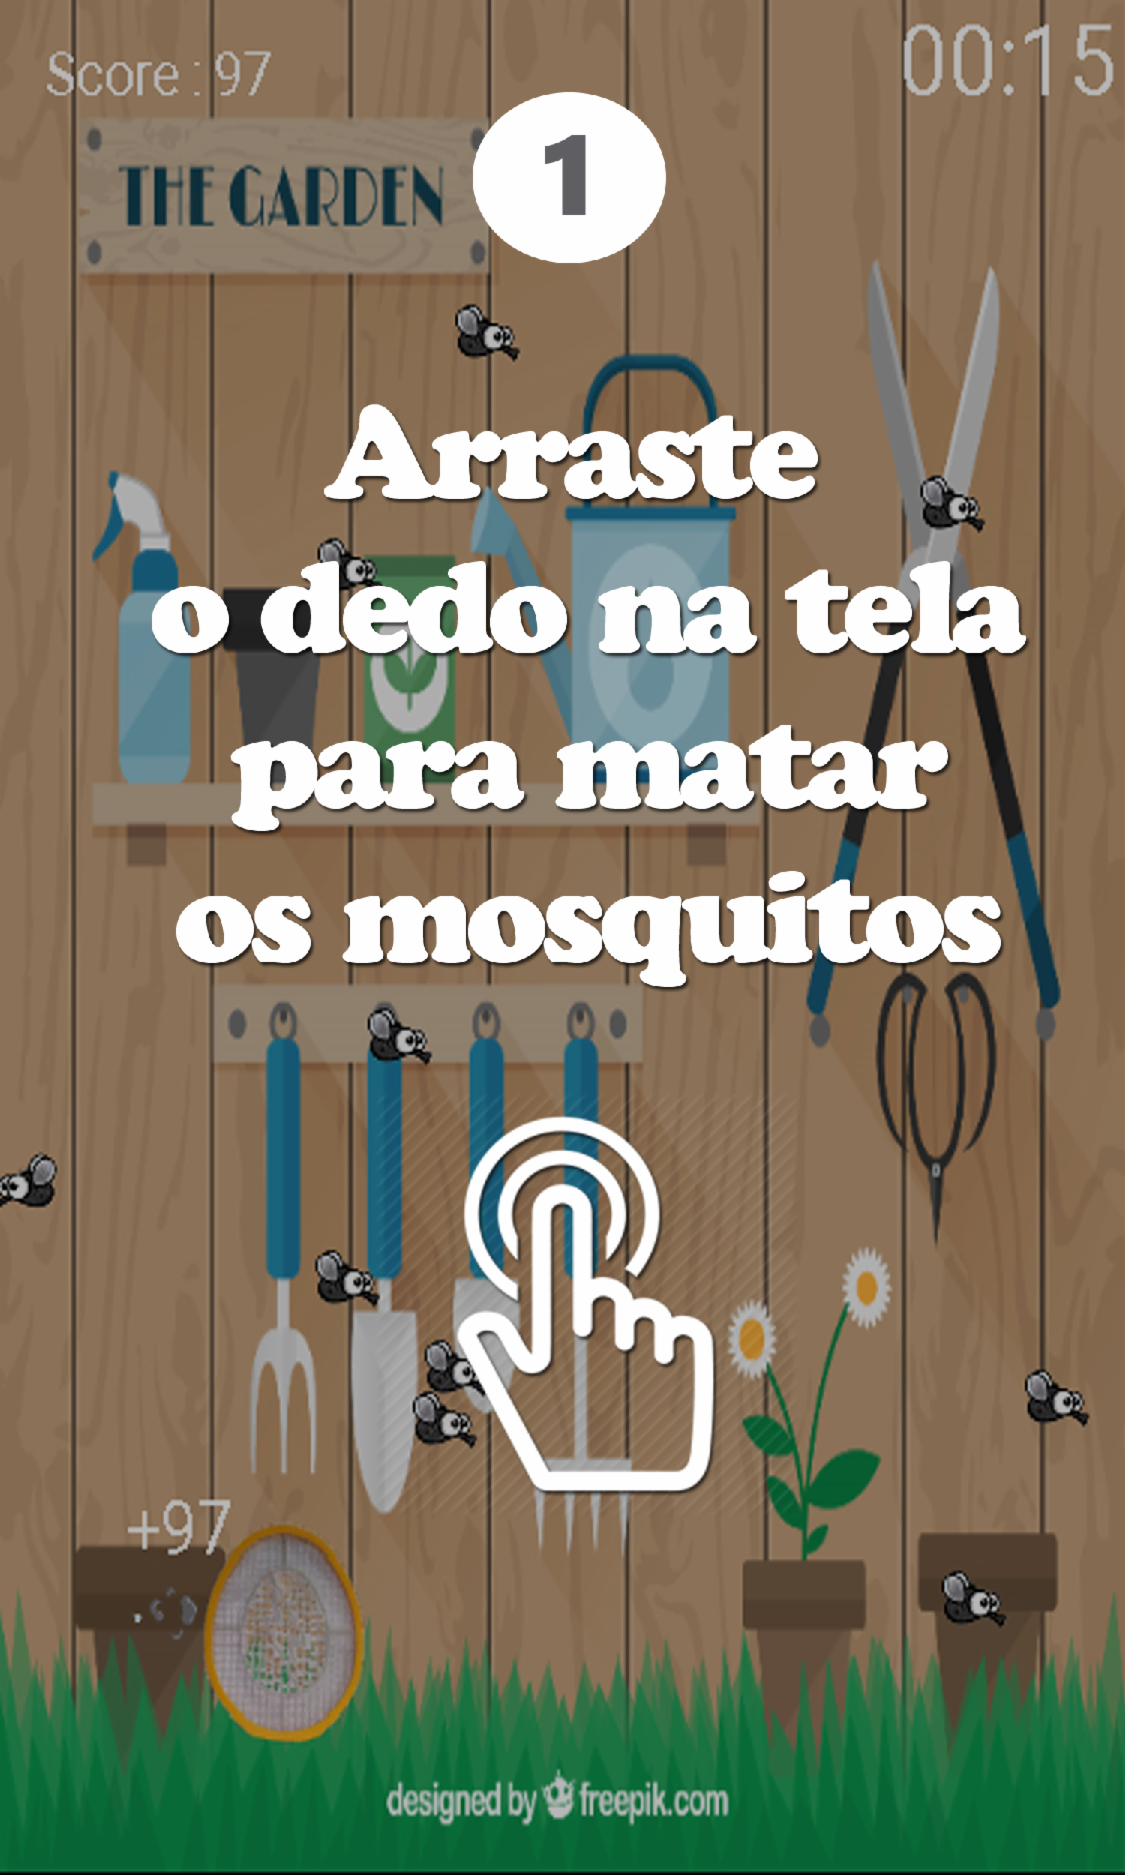 Score : 97
00:15
1
THE GARDEN
Arraste
o dedo na tela
para matar
os mosquitos
+97
designed by freepik.com